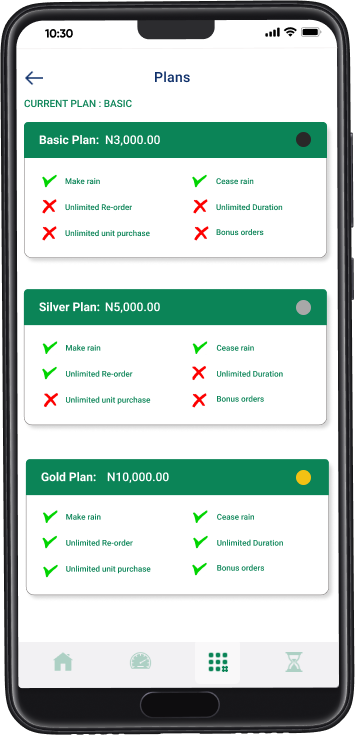 10:30
Plans
CURRENT PLAN : BASIC
Basic Plan: N3,000.00
Make rain Cease rain
Unlimited Re-order Unlimited Duration
Unlimited unit purchase Bonus orders
Silver Plan: N5,000.00
Make rain Cease rain
Unlimited Re-order Unlimited Duration
Unlimited unit purchase Bonus orders
Gold Plan: N10,000.00
Make rain Cease rain
Unlimited Re-order Unlimited Duration
Unlimited unit purchase Bonus orders